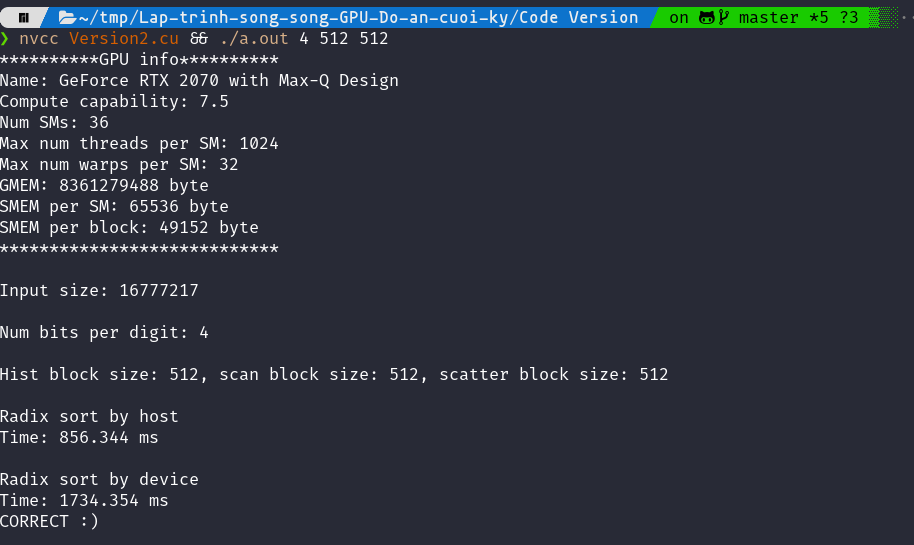 ~/tmp/Lap-trinh-song-song-GPU-Do-an-cuoi-ky/Code Version on master *5 ?3
❯ nvcc Version2.cu && ./a.out 4 512 512
**********GPU info**********
Name: GeForce RTX 2070 with Max-Q Design
Compute capability: 7.5
Num SMs: 36
Max num threads per SM: 1024
Max num warps per SM: 32
GMEM: 8361279488 byte
SMEM per SM: 65536 byte
SMEM per block: 49152 byte
****************************
Input size: 16777217
Num bits per digit: 4
Hist block size: 512, scan block size: 512, scatter block size: 512
Radix sort by host
Time: 856.344 ms
Radix sort by device
Time: 1734.354 ms
CORRECT :)